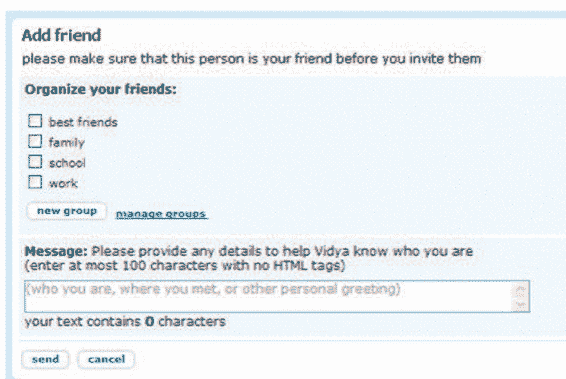 Add friend
please make sure that this person is your friend before you invite them
Organize your friends:
best friends
family
school
work
new group manage groups
Message: Please provide any details to help Vidya know who you are
(enter at most 100 characters with no HTML tags)
(who you are, where you met, or other personal greeting)
your text contains 0 characters
send cancel